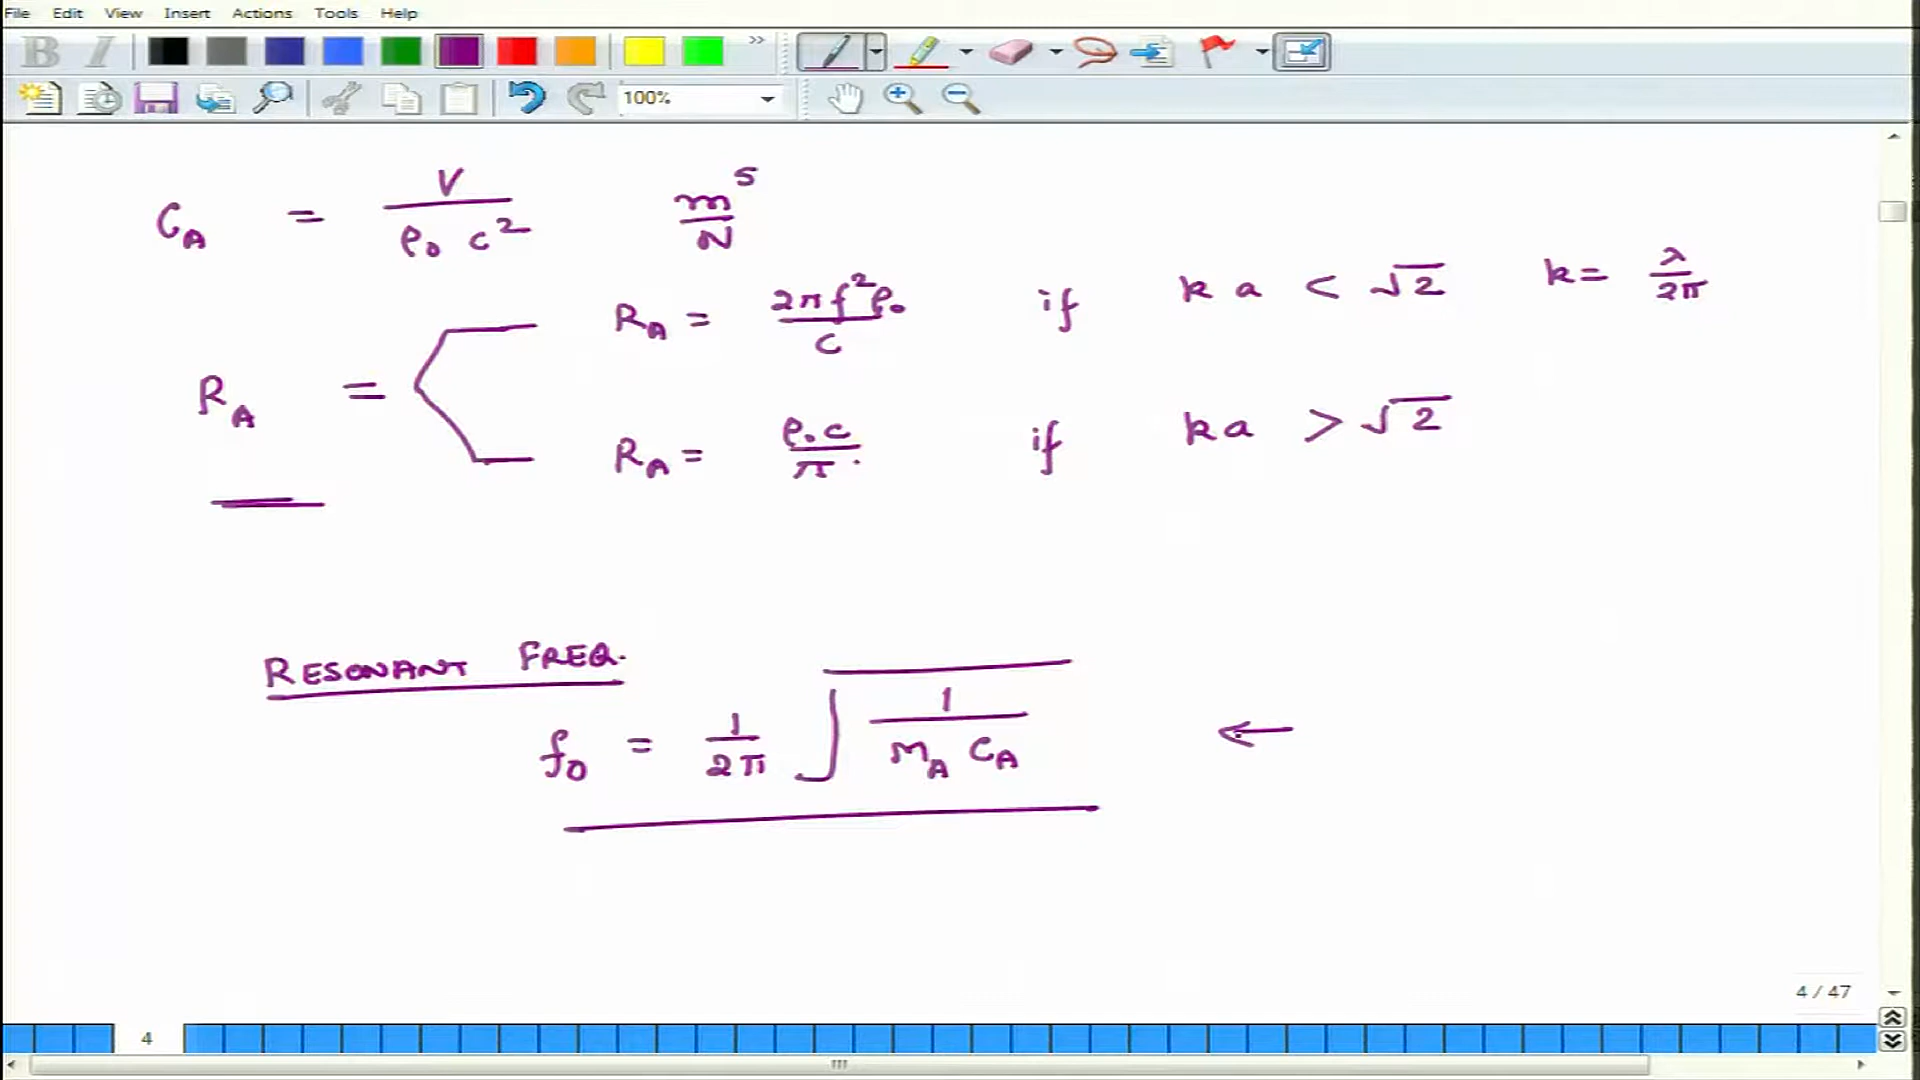 File Edit View Insert Actions Tools Help
B I »
100%
C_A = V / ρ₀ c² m⁵ / N
R_A = 2πf²ρ₀ / c if ka < √2 k = λ / 2π
R_A =
R_A = ρ₀c / π. if ka > √2
RESONANT FREQ.
f₀ = 1 / 2π √(1 / M_A C_A) ←
4 / 47
4